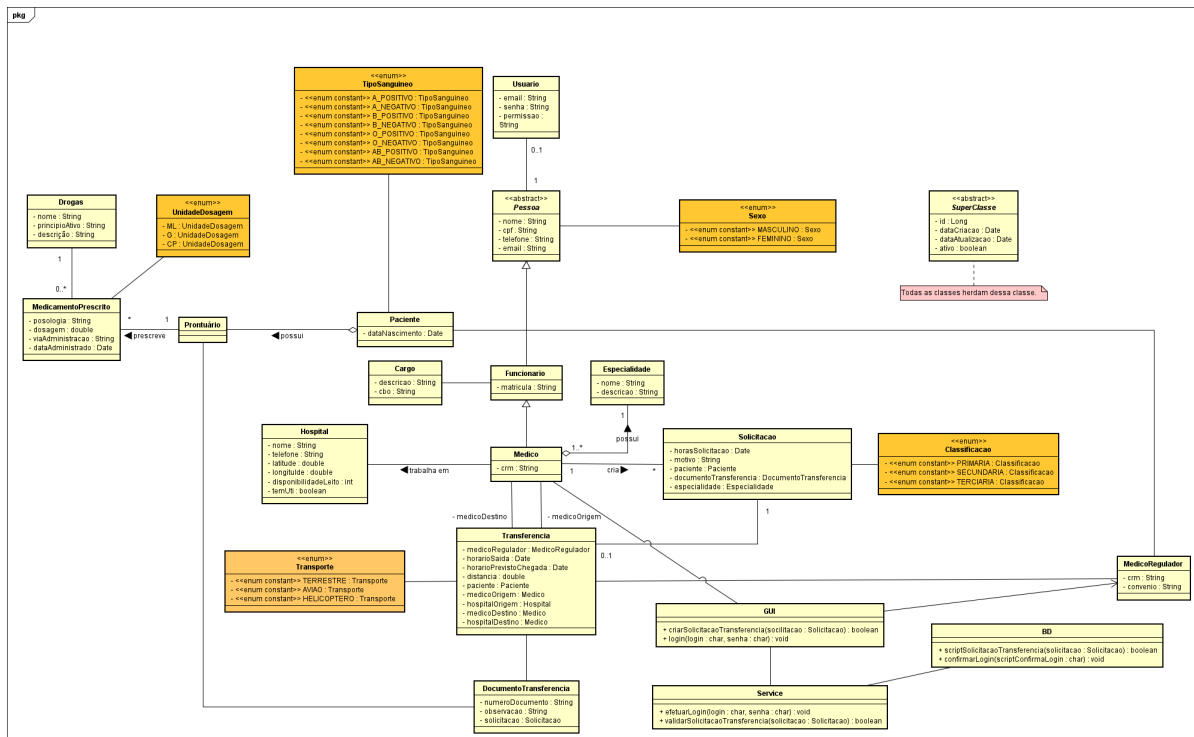 pkg
<<enum>>
TipoSanguineo
- <<enum constant>> A_POSITIVO : TipoSanguineo
- <<enum constant>> A_NEGATIVO : TipoSanguineo
- <<enum constant>> B_POSITIVO : TipoSanguineo
- <<enum constant>> B_NEGATIVO : TipoSanguineo
- <<enum constant>> O_POSITIVO : TipoSanguineo
- <<enum constant>> O_NEGATIVO : TipoSanguineo
- <<enum constant>> AB_POSITIVO : TipoSanguineo
- <<enum constant>> AB_NEGATIVO : TipoSanguineo
Usuario
- email : String
- senha : String
- permissao :
String
0..1
1
Drogas
- nome : String
- principioAtivo : String
- descrição : String
1
0..*
<<enum>>
UnidadeDosagem
- ML : UnidadeDosagem
- G : UnidadeDosagem
- CP : UnidadeDosagem
<<abstract>>
Pessoa
- nome : String
- cpf : String
- telefone : String
- email : String
<<enum>>
Sexo
- <<enum constant>> MASCULINO : Sexo
- <<enum constant>> FEMININO : Sexo
<<abstract>>
SuperClasse
- id : Long
- dataCriacao : Date
- dataAtualizacao : Date
- ativo : boolean
Todas as classes herdam dessa classe.
MedicamentoPrescrito
- posologia : String
- dosagem : double
- viaAdministracao : String
- dataAdministrado : Date
*
1
prescreve
Prontuário
possui
Paciente
- dataNascimento : Date
Cargo
- descricao : String
- cbo : String
Funcionario
- matricula : String
Especialidade
- nome : String
- descricao : String
1
possui
1..*
Hospital
- nome : String
- telefone : String
- latitude : double
- longituIde : double
- disponibilidadeLeito : int
- temUti : boolean
trabalha em
Medico
- crm : String
1
cria
*
Solicitacao
- horasSolicitacao : Date
- motivo : String
- paciente : Paciente
- documentoTransferencia : DocumentoTransferencia
- especialidade : Especialidade
1
<<enum>>
Classificacao
- <<enum constant>> PRIMARIA : Classificacao
- <<enum constant>> SECUNDARIA : Classificacao
- <<enum constant>> TERCIARIA : Classificacao
- medicoDestino
- medicoOrigem
<<enum>>
Transporte
- <<enum constant>> TERRESTRE : Transporte
- <<enum constant>> AVIAO : Transporte
- <<enum constant>> HELICOPTERO : Transporte
Transferência
- medicoRegulador : MedicoRegulador
- horarioSaida : Date
- horarioPrevistoChegada : Date
- distancia : double
- paciente : Paciente
- medicoOrigem : Medico
- hospitalOrigem : Hospital
- medicoDestino : Medico
- hospitalDestino : Medico
0..1
MedicoRegulador
- crm : String
- convenio : String
GUI
+ criarSolicitacaoTransferencia(socilitacao : Solicitacao) : boolean
+ login(login : char, senha : char) : void
BD
+ scriptSolicitacaoTransferencia(solicitacao : Solicitacao) : boolean
+ confirmarLogin(scriptConfirmaLogin : char) : void
DocumentoTransferencia
- numeroDocumento : String
- observacao : String
- solicitacao : Solicitacao
Service
+ efetuarLogin(login : char, senha : char) : void
+ validarSolicitacaoTransferencia(solicitacao : Solicitacao) : boolean